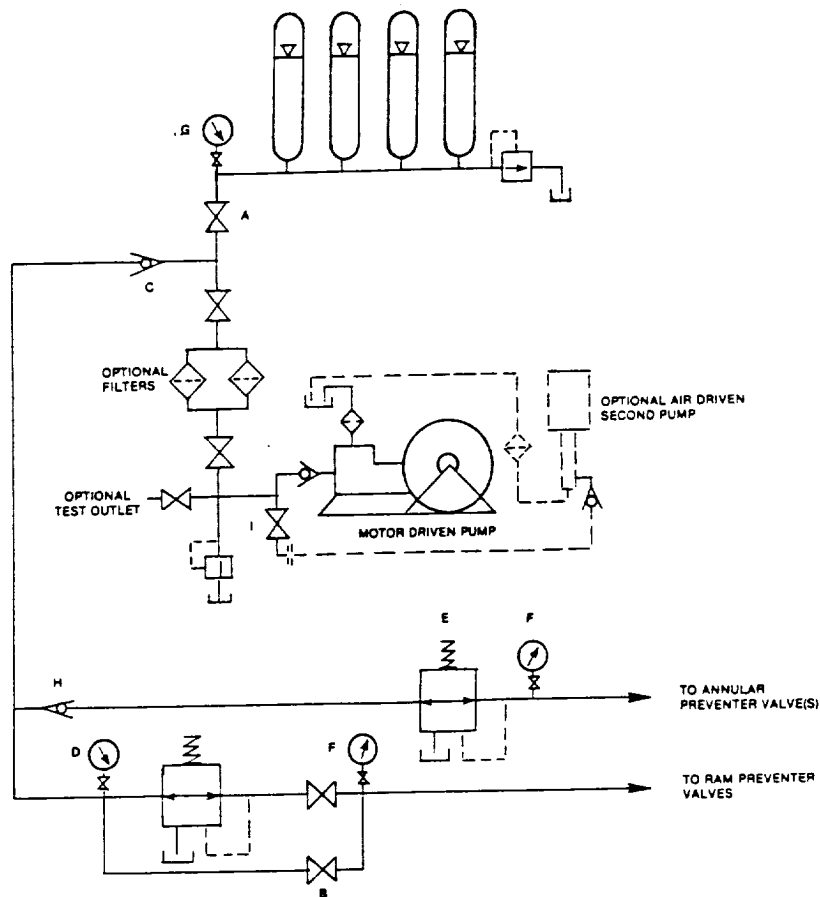 G
A
C
OPTIONAL
FILTERS
OPTIONAL AIR DRIVEN
SECOND PUMP
OPTIONAL
TEST OUTLET
I
MOTOR DRIVEN PUMP
E
F
H
TO ANNULAR
PREVENTER VALVE(S)
D
F
TO RAM PREVENTER
VALVES
B